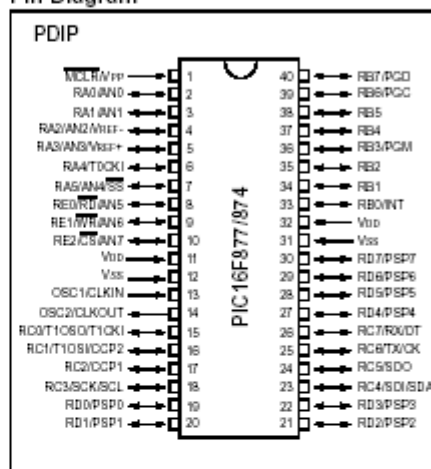 Pin Diagram
PDIP
MCLR/VPP 1 40 RB7/PGD
RA0/AN0 2 39 RB6/PGC
RA1/AN1 3 38 RB5
RA2/AN2/VREF- 4 37 RB4
RA3/AN3/VREF+ 5 36 RB3/PGM
RA4/T0CKI 6 35 RB2
RA5/AN4/SS 7 34 RB1
RE0/RD/AN5 8 33 RB0/INT
RE1/WR/AN6 9 32 VDD
RE2/CS/AN7 10 31 VSS
VDD 11 30 RD7/PSP7
VSS 12 29 RD6/PSP6
OSC1/CLKIN 13 28 RD5/PSP5
OSC2/CLKOUT 14 27 RD4/PSP4
RC0/T1OSO/T1CKI 15 26 RC7/RX/DT
RC1/T1OSI/CCP2 16 25 RC6/TX/CK
RC2/CCP1 17 24 RC5/SDO
RC3/SCK/SCL 18 23 RC4/SDI/SDA
RD0/PSP0 19 22 RD3/PSP3
RD1/PSP1 20 21 RD2/PSP2
PIC16F877/874